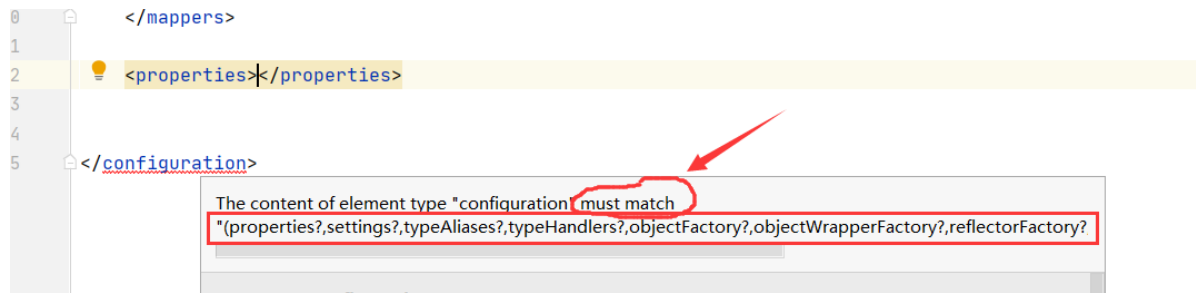 0 </mappers>
1
2 <properties></properties>
3
4
5 </configuration>
The content of element type "configuration" must match
"(properties?,settings?,typeAliases?,typeHandlers?,objectFactory?,objectWrapperFactory?,reflectorFactory?